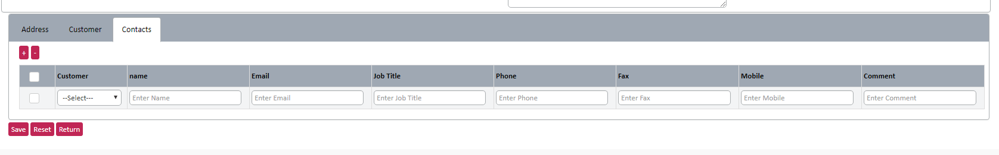 Address Customer Contacts
+ -
Customer name Email Job Title Phone Fax Mobile Comment
--Select--- Enter Name Enter Email Enter Job Title Enter Phone Enter Fax Enter Mobile Enter Comment
Save Reset Return